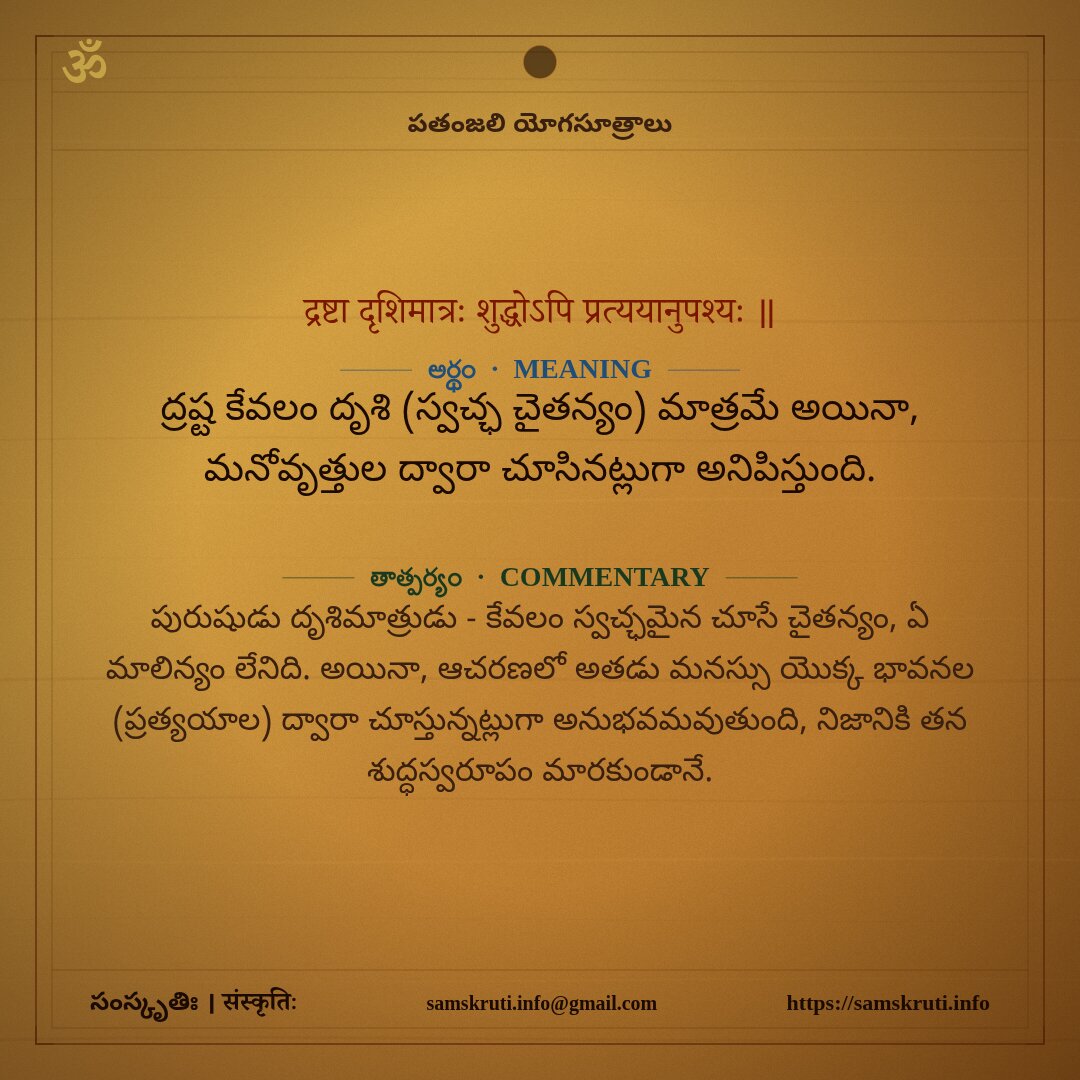 ॐ
పతంజలి యోగసూత్రాలు
द्रष्टा दृशिमात्रः शुद्धोऽपि प्रत्ययानुपश्यः ॥
అర్థం · MEANING
ద్రష్ట కేవలం దృశి (స్వచ్ఛ చైతన్యం) మాత్రమే అయినా,
మనోవృత్తుల ద్వారా చూసినట్లుగా అనిపిస్తుంది.
తాత్పర్యం · COMMENTARY
పురుషుడు దృశిమాత్రుడు - కేవలం స్వచ్ఛమైన చూసే చైతన్యం, ఏ
మాలిన్యం లేనిది. అయినా, ఆచరణలో అతడు మనస్సు యొక్క భావనల
(ప్రత్యయాల) ద్వారా చూస్తున్నట్లుగా అనుభవమవుతుంది, నిజానికి తన
శుద్ధస్వరూపం మారకుండానే.
సంస్కృతిః | संस्कृतिः samskruti.info@gmail.com https://samskruti.info